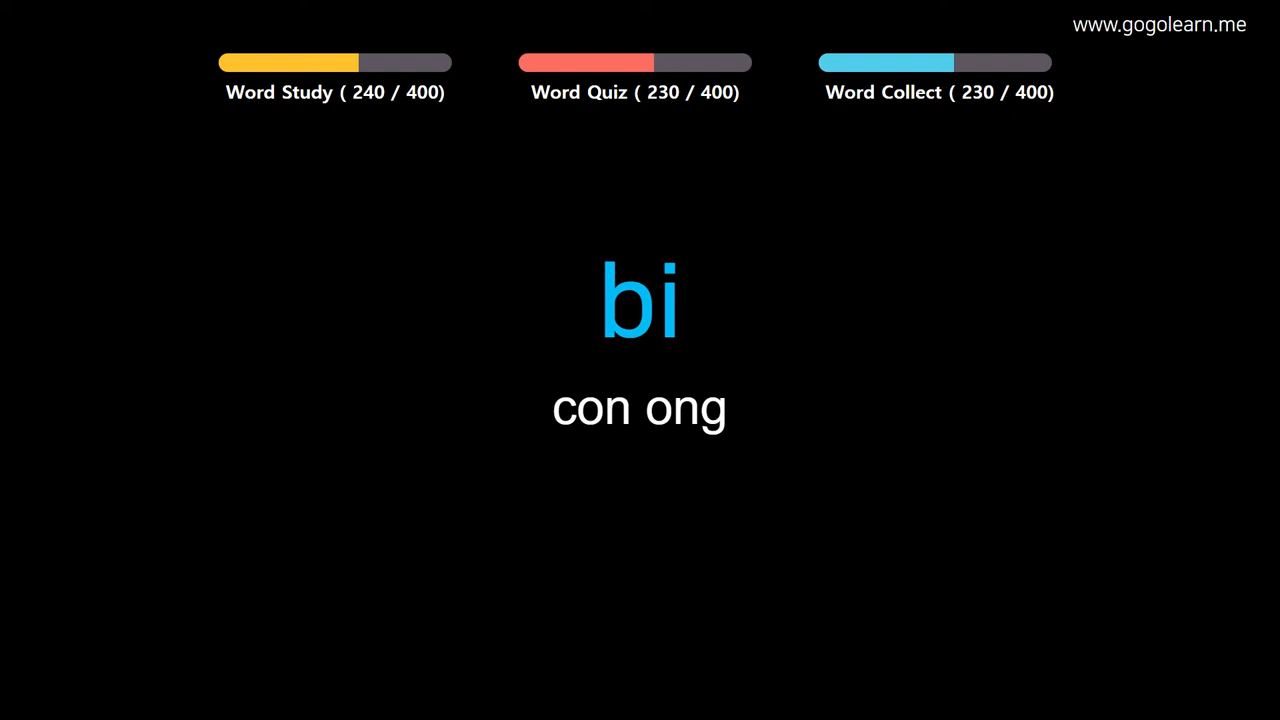 www.gogolearn.me
Word Study ( 240 / 400)
Word Quiz ( 230 / 400)
Word Collect ( 230 / 400)
bi
con ong